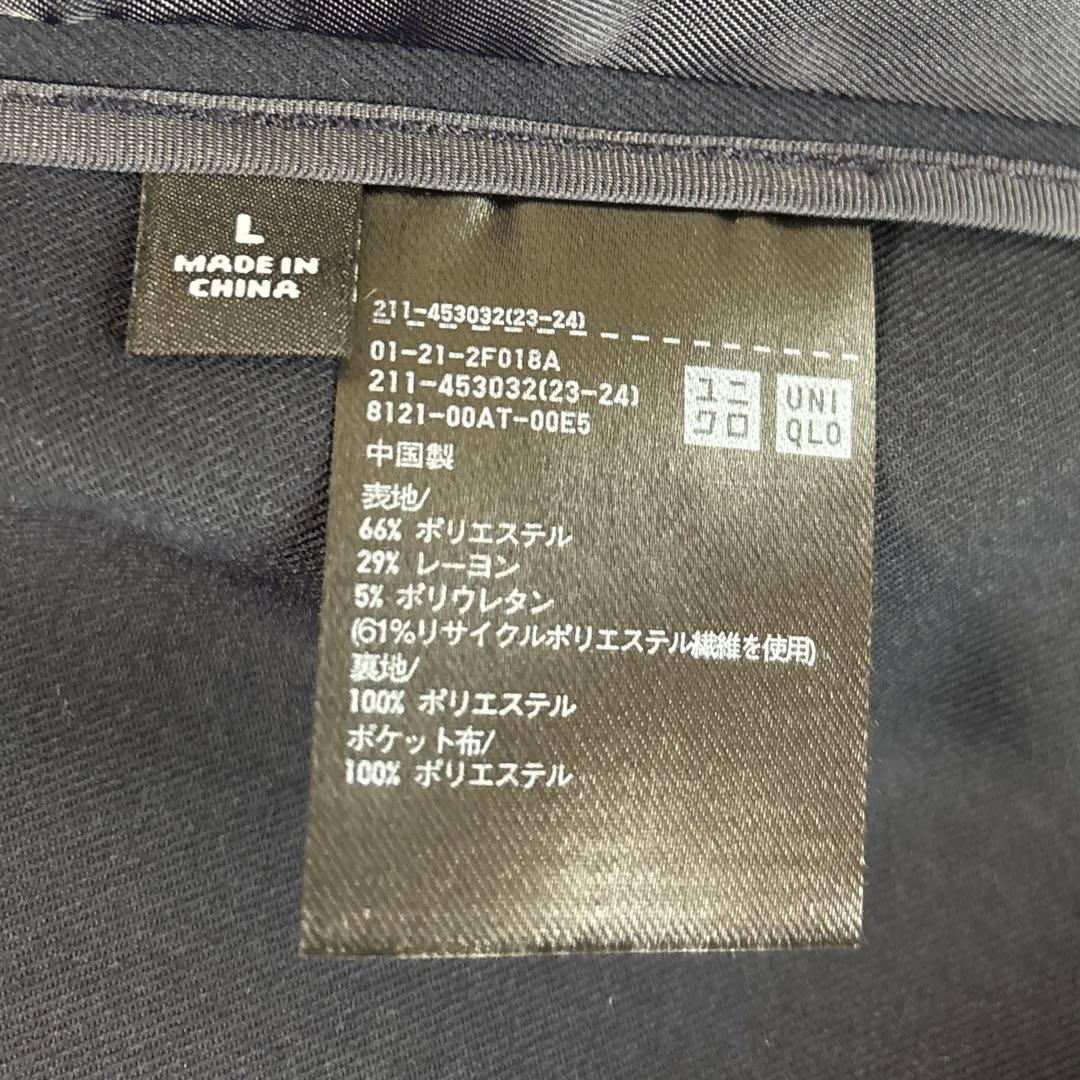 L
MADE IN
CHINA
211-453032(23-24)
01-21-2F018A
211-453032(23-24)
8121-00AT-00E5
ユニ
クロ
UNI
QLO
中国製
表地/
66% ポリエステル
29% レーヨン
5% ポリウレタン
(61%リサイクルポリエステル繊維を使用)
裏地/
100% ポリエステル
ポケット布/
100% ポリエステル